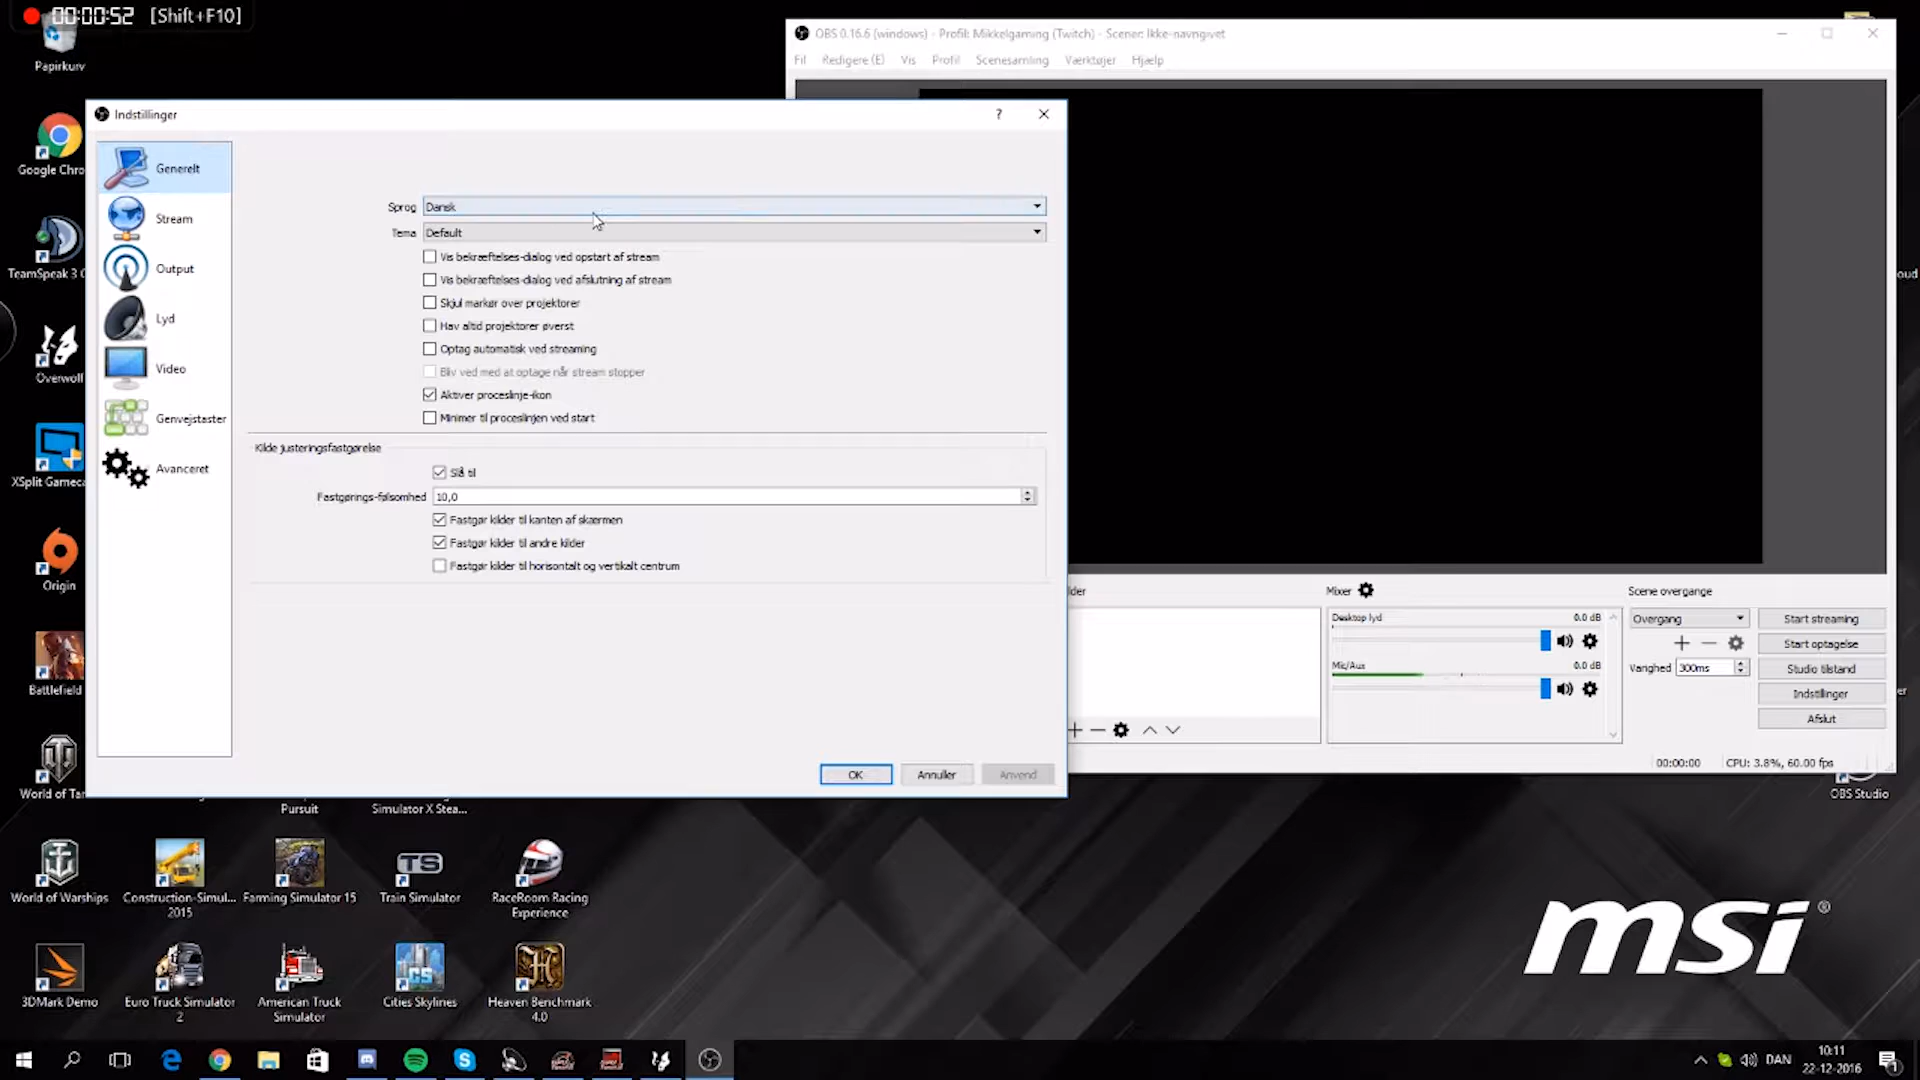 00:00:52 [Shift+F10]
Papirkurv
Google Chro
TeamSpeak 3 C
Overwolf
XSplit Gameca
Origin
Battlefield
World of Tan
OBS 0.16.6 (windows) - Profil: Mikkelgaming (Twitch) - Scener: Ikke-navngivet
Fil Redigere (E) Vis Profil Scenesamling Værktøjer Hjælp
Indstillinger
?
Generelt
Stream
Output
Lyd
Video
Genvejstaster
Avanceret
Sprog Dansk
Tema Default
Vis bekræftelses-dialog ved opstart af stream
Vis bekræftelses-dialog ved afslutning af stream
Skjul markør over projektorer
Hav altid projektorer øverst
Optag automatisk ved streaming
Bliv ved med at optage når stream stopper
Aktiver proceslinje-ikon
Minimer til proceslinjen ved start
Kilde justeringsfastgørelse
Slå til
Fastgørings-følsomhed 10,0
Fastgør kilder til kanten af skærmen
Fastgør kilder til andre kilder
Fastgør kilder til horisontalt og vertikalt centrum
OK Annuller Anvend
lder
Mixer
Desktop lyd 0.0 dB
Mic/Aux 0.0 dB
Scene overgange
Overgang
Varighed 300ms
Start streaming
Start optagelse
Studio tilstand
Indstillinger
Afslut
00:00:00 CPU: 3.8%, 60.00 fps
oud
er
OBS Studio
Pursuit
Simulator X Stea...
World of Warships
Construction-Simul... 2015
Farming Simulator 15
Train Simulator
RaceRoom Racing Experience
3DMark Demo
Euro Truck Simulator 2
American Truck Simulator
Cities Skylines
Heaven Benchmark 4.0
msi ®
DAN
10:11
22-12-2016
1